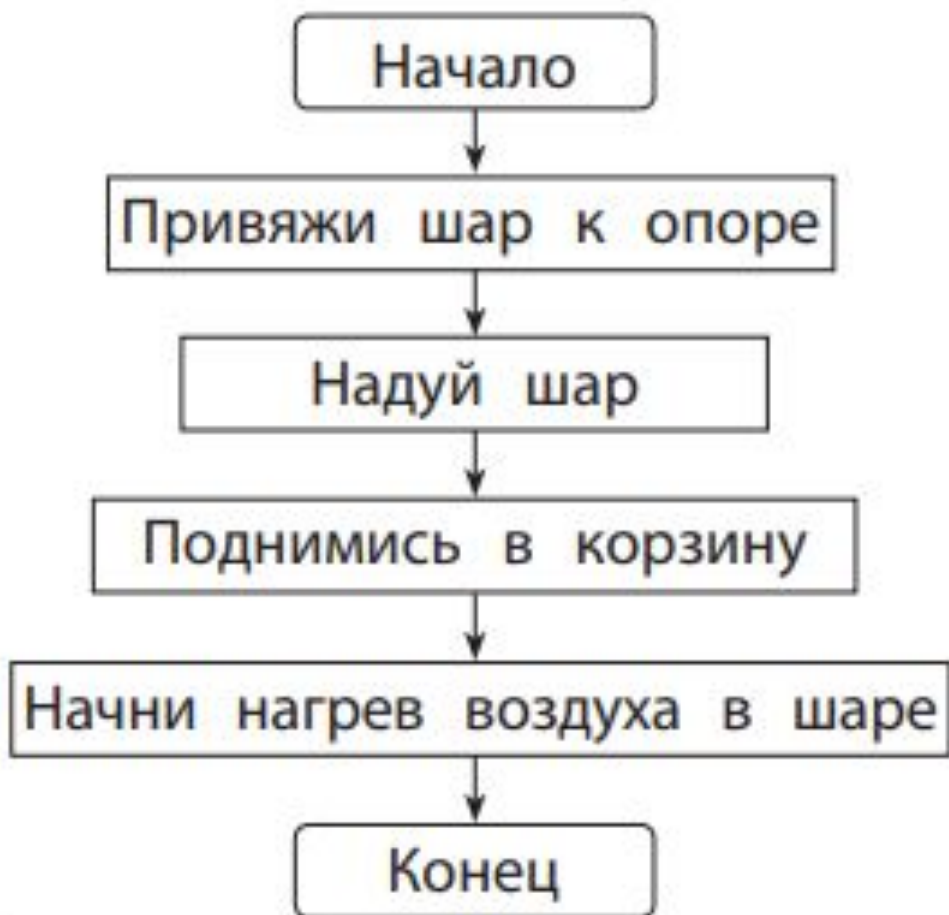 Начало
Привяжи шар к опоре
Надуй шар
Поднимись в корзину
Начни нагрев воздуха в шаре
Конец